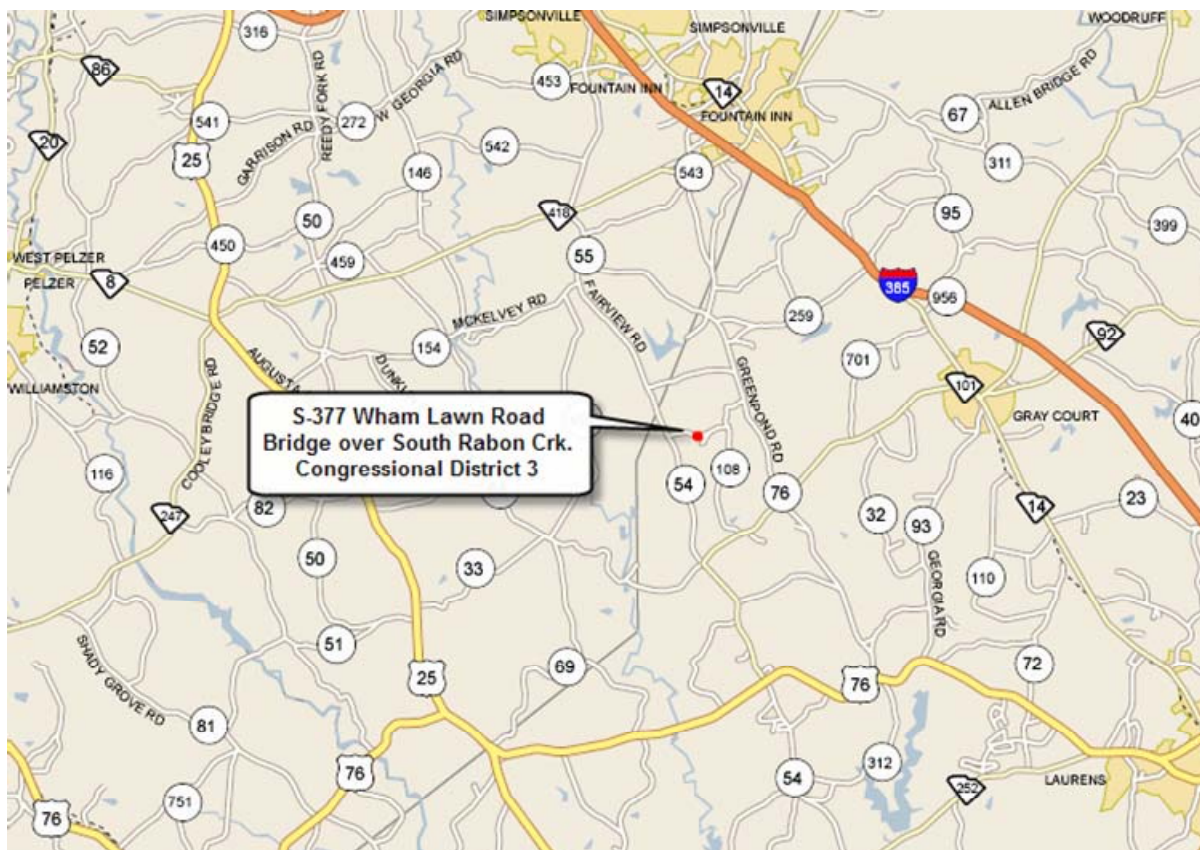 SIMPSONVILLE
SIMPSONVILLE
WOODRUFF
316
86
REEDY FORK RD
W GEORGIA RD
453
FOUNTAIN INN
14
FOUNTAIN INN
67
ALLEN BRIDGE RD
541
272
20
25
GARRISON RD
542
146
543
311
50
418
95
399
450
55
459
WEST PELZER
PELZER
8
385
956
FAIRVIEW RD
MCKELVEY RD
259
92
52
154
701
AUGUSTA
DUNKL
GREENPOND RD
101
WILLIAMSTON
COOLEY BRIDGE RD
GRAY COURT
40
S-377 Wham Lawn Road
Bridge over South Rabon Crk.
Congressional District 3
116
108
54
76
247
82
32
93
14
23
50
33
GEORGIA RD
110
51
SHADY GROVE RD
69
72
25
76
81
76
312
54
252
LAURENS
751
76